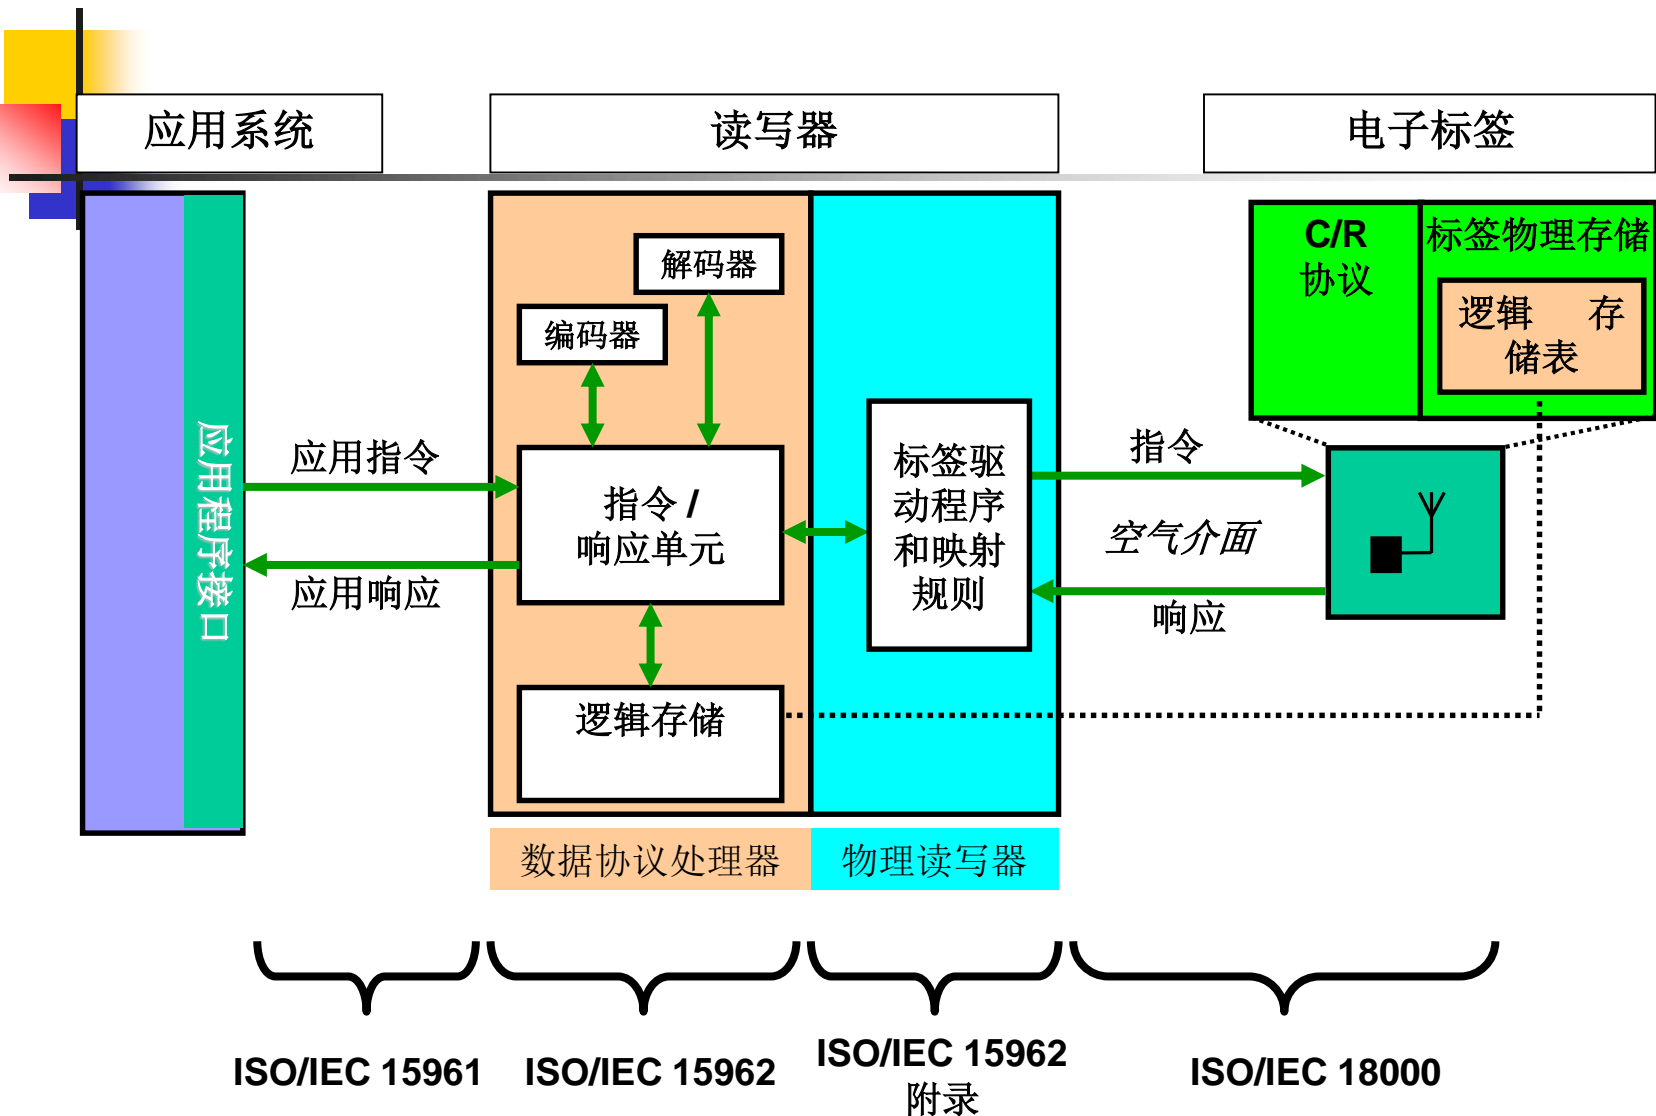 应用系统
读写器
电子标签
应用程序接口
应用指令
应用响应
解码器
编码器
指令 /
响应单元
逻辑存储
标签驱
动程序
和映射
规则
指令
空气介面
响应
C/R
协议
标签物理存储
逻辑 存
储表
数据协议处理器
物理读写器
ISO/IEC 15961
ISO/IEC 15962
ISO/IEC 15962
附录
ISO/IEC 18000